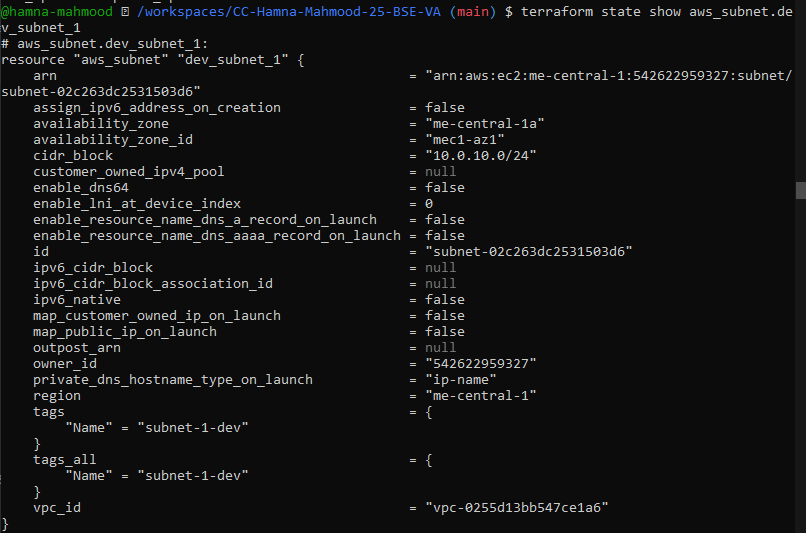 @hamna-mahmood /workspaces/CC-Hamna-Mahmood-25-BSE-VA (main) $ terraform state show aws_subnet.de
v_subnet_1
# aws_subnet.dev_subnet_1:
resource "aws_subnet" "dev_subnet_1" {
    arn                                            = "arn:aws:ec2:me-central-1:542622959327:subnet/
subnet-02c263dc2531503d6"
    assign_ipv6_address_on_creation                = false
    availability_zone                              = "me-central-1a"
    availability_zone_id                           = "mec1-az1"
    cidr_block                                     = "10.0.10.0/24"
    customer_owned_ipv4_pool                       = null
    enable_dns64                                   = false
    enable_lni_at_device_index                     = 0
    enable_resource_name_dns_a_record_on_launch    = false
    enable_resource_name_dns_aaaa_record_on_launch = false
    id                                             = "subnet-02c263dc2531503d6"
    ipv6_cidr_block                                = null
    ipv6_cidr_block_association_id                 = null
    ipv6_native                                    = false
    map_customer_owned_ip_on_launch                = false
    map_public_ip_on_launch                        = false
    outpost_arn                                    = null
    owner_id                                       = "542622959327"
    private_dns_hostname_type_on_launch            = "ip-name"
    region                                         = "me-central-1"
    tags                                           = {
        "Name" = "subnet-1-dev"
    }
    tags_all                                       = {
        "Name" = "subnet-1-dev"
    }
    vpc_id                                         = "vpc-0255d13bb547ce1a6"
}